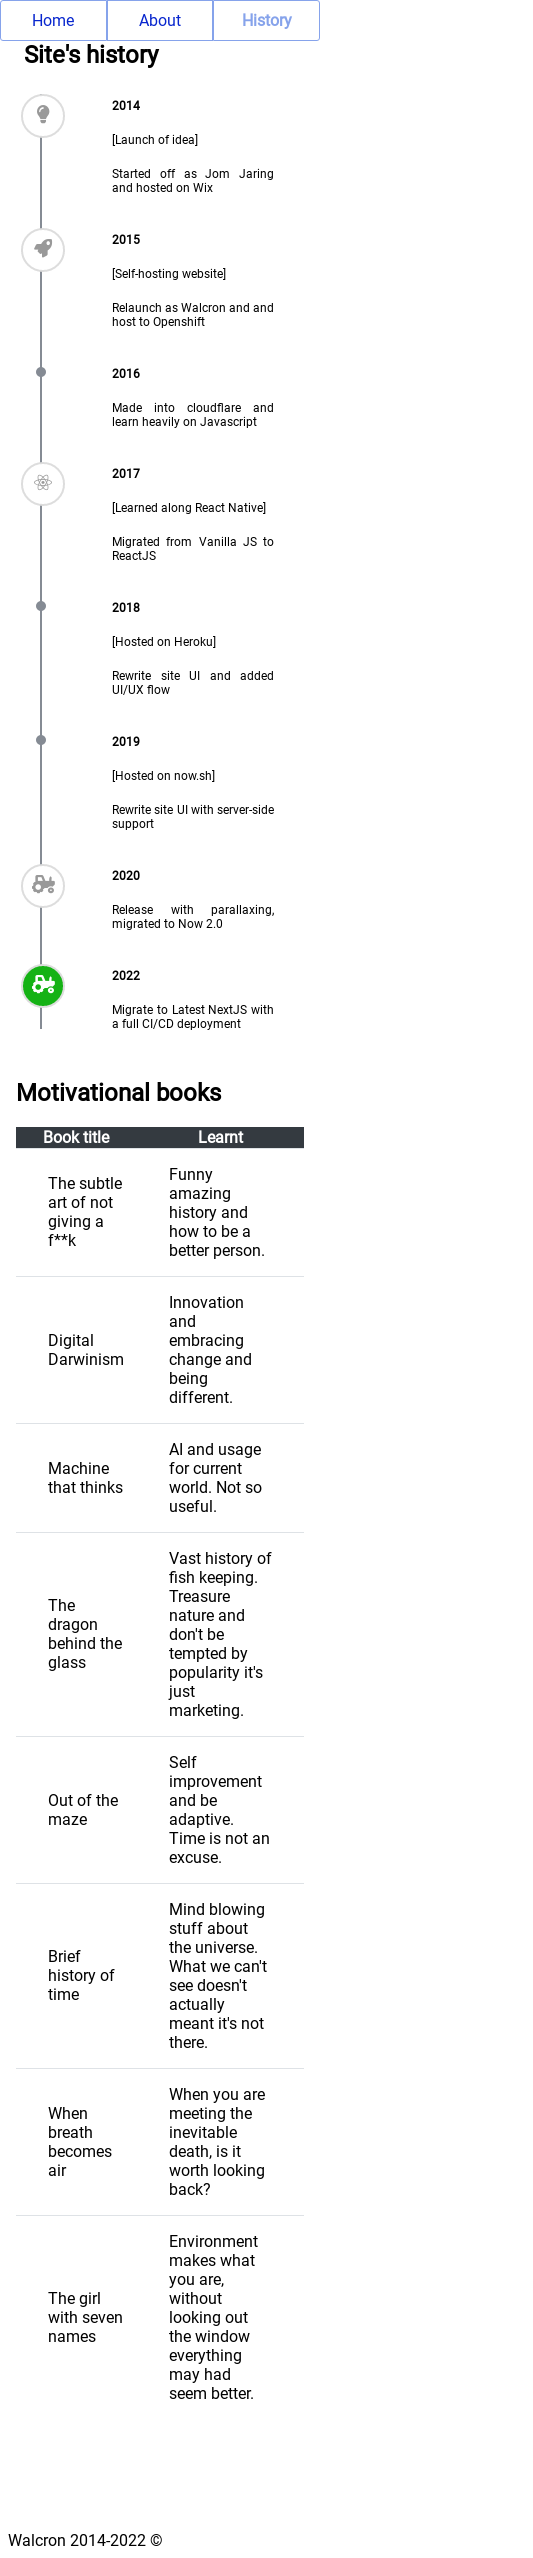 Home About History
Site's history
2014
[Launch of idea]
Started off as Jom Jaring
and hosted on Wix
2015
[Self-hosting website]
Relaunch as Walcron and and
host to Openshift
2016
Made into cloudflare and
learn heavily on Javascript
2017
[Learned along React Native]
Migrated from Vanilla JS to
ReactJS
2018
[Hosted on Heroku]
Rewrite site UI and added
UI/UX flow
2019
[Hosted on now.sh]
Rewrite site UI with server-side
support
2020
Release with parallaxing,
migrated to Now 2.0
2022
Migrate to Latest NextJS with
a full CI/CD deployment
Motivational books
Book title Learnt
The subtle
art of not
giving a
f**k
Funny
amazing
history and
how to be a
better person.
Digital
Darwinism
Innovation
and
embracing
change and
being
different.
Machine
that thinks
AI and usage
for current
world. Not so
useful.
The
dragon
behind the
glass
Vast history of
fish keeping.
Treasure
nature and
don't be
tempted by
popularity it's
just
marketing.
Out of the
maze
Self
improvement
and be
adaptive.
Time is not an
excuse.
Brief
history of
time
Mind blowing
stuff about
the universe.
What we can't
see doesn't
actually
meant it's not
there.
When
breath
becomes
air
When you are
meeting the
inevitable
death, is it
worth looking
back?
The girl
with seven
names
Environment
makes what
you are,
without
looking out
the window
everything
may had
seem better.
Walcron 2014-2022 ©